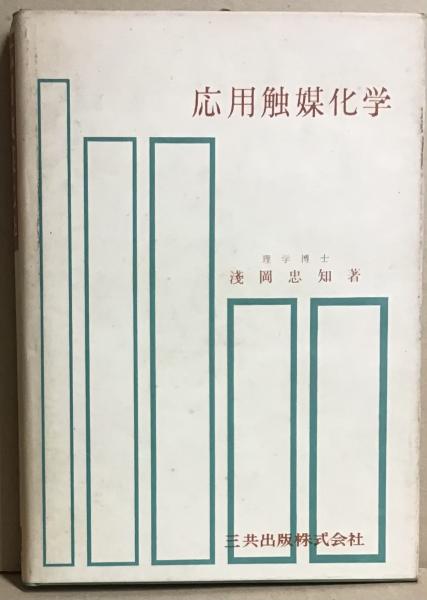 応用触媒化学
理学博士
淺岡忠知著
三共出版株式会社